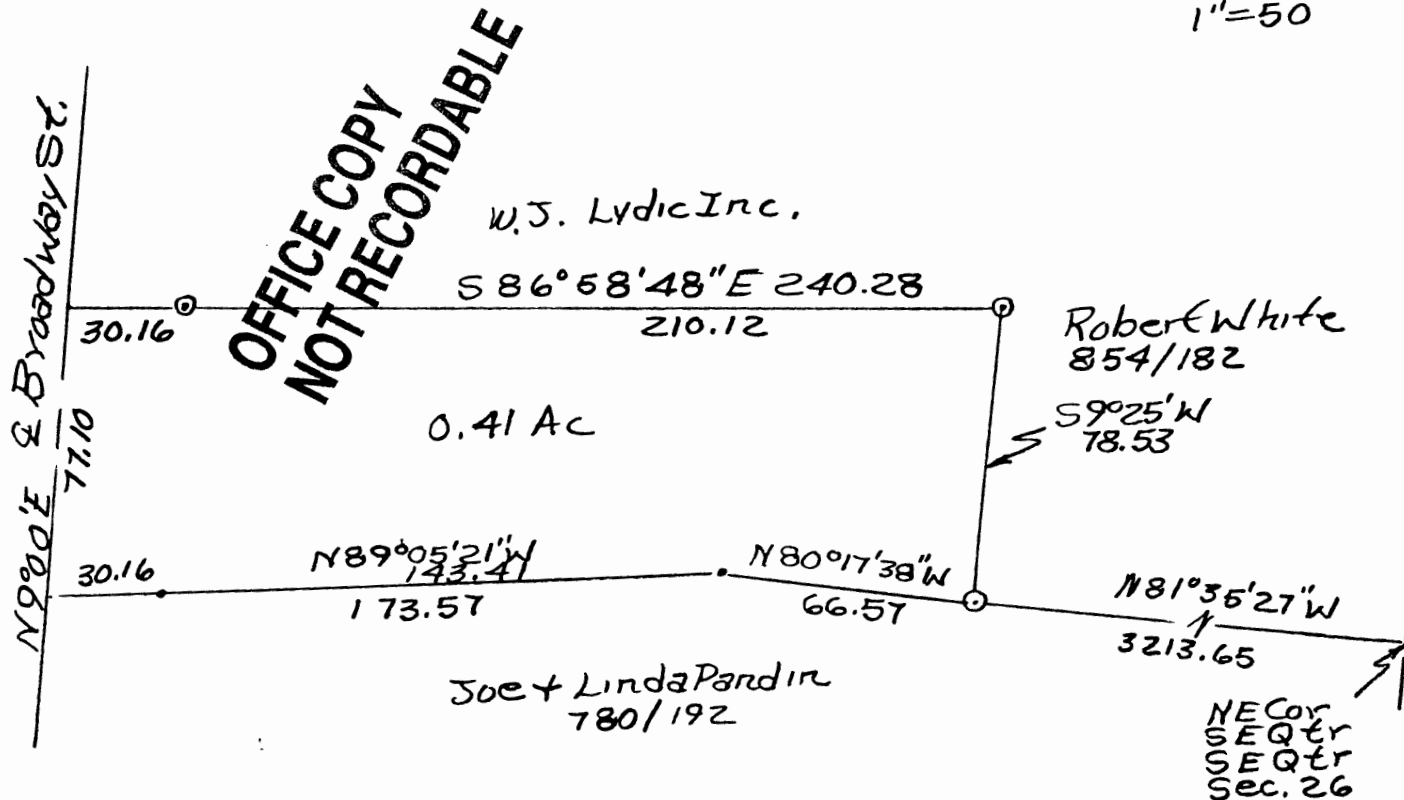 1"=50
OFFICE COPY
NOT RECORDABLE
W.J. Lydic Inc.
S 86°58'48"E 240.28
30.16
210.12
Robert White
854/182
S9°25'W
78.53
0.41 Ac
N9°00'E
77.10
Broadway St.
30.16
N89°05'21"W
143.41
173.57
N80°17'38"W
66.57
N81°35'27"W
3213.65
Joe + Linda Pandin
780/192
NE Cor
SE Qtr
SE Qtr
Sec. 26